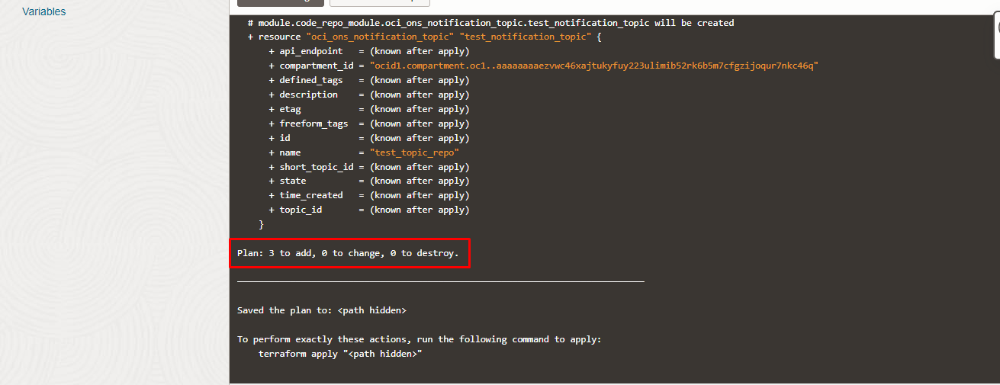 Variables
# module.code_repo_module.oci_ons_notification_topic.test_notification_topic will be created
+ resource "oci_ons_notification_topic" "test_notification_topic" {
+ api_endpoint = (known after apply)
+ compartment_id = "ocid1.compartment.oc1..aaaaaaaaezvwc46xajtukyfuy223ulimib52rk6b5m7cfgzijoqur7nkc46q"
+ defined_tags = (known after apply)
+ description = (known after apply)
+ etag = (known after apply)
+ freeform_tags = (known after apply)
+ id = (known after apply)
+ name = "test_topic_repo"
+ short_topic_id = (known after apply)
+ state = (known after apply)
+ time_created = (known after apply)
+ topic_id = (known after apply)
}
Plan: 3 to add, 0 to change, 0 to destroy.
Saved the plan to: <path hidden>
To perform exactly these actions, run the following command to apply:
terraform apply "<path hidden>"